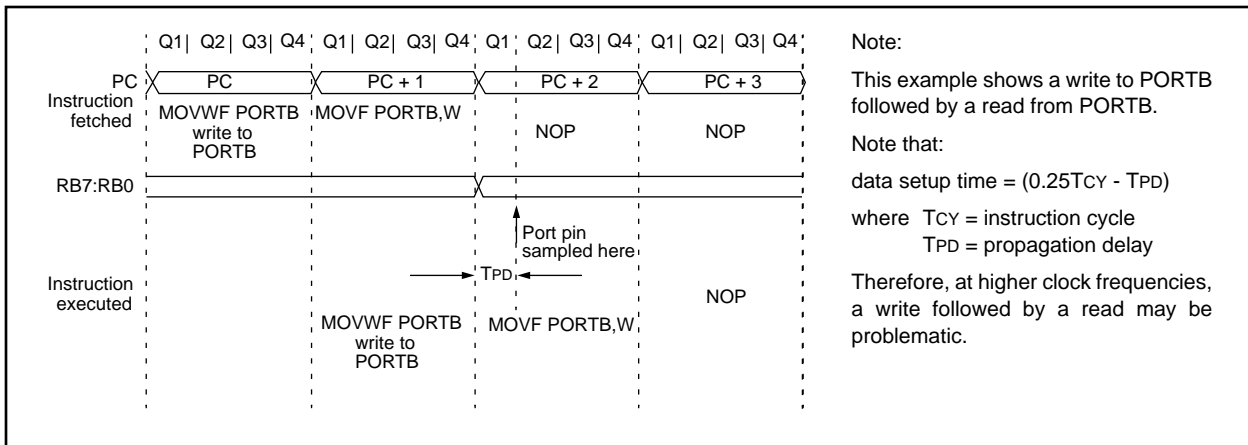 Q1| Q2| Q3| Q4 Q1| Q2| Q3| Q4 Q1| Q2| Q3| Q4 Q1| Q2| Q3| Q4
PC PC PC + 1 PC + 2 PC + 3
Instruction
fetched
MOVWF PORTB
write to
PORTB
MOVF PORTB,W
NOP
NOP
RB7:RB0
Port pin
sampled here
TPD
Instruction
executed
MOVWF PORTB
write to
PORTB
MOVF PORTB,W
NOP
Note:
This example shows a write to PORTB
followed by a read from PORTB.
Note that:
data setup time = (0.25TCY - TPD)
where TCY = instruction cycle
TPD = propagation delay
Therefore, at higher clock frequencies,
a write followed by a read may be
problematic.